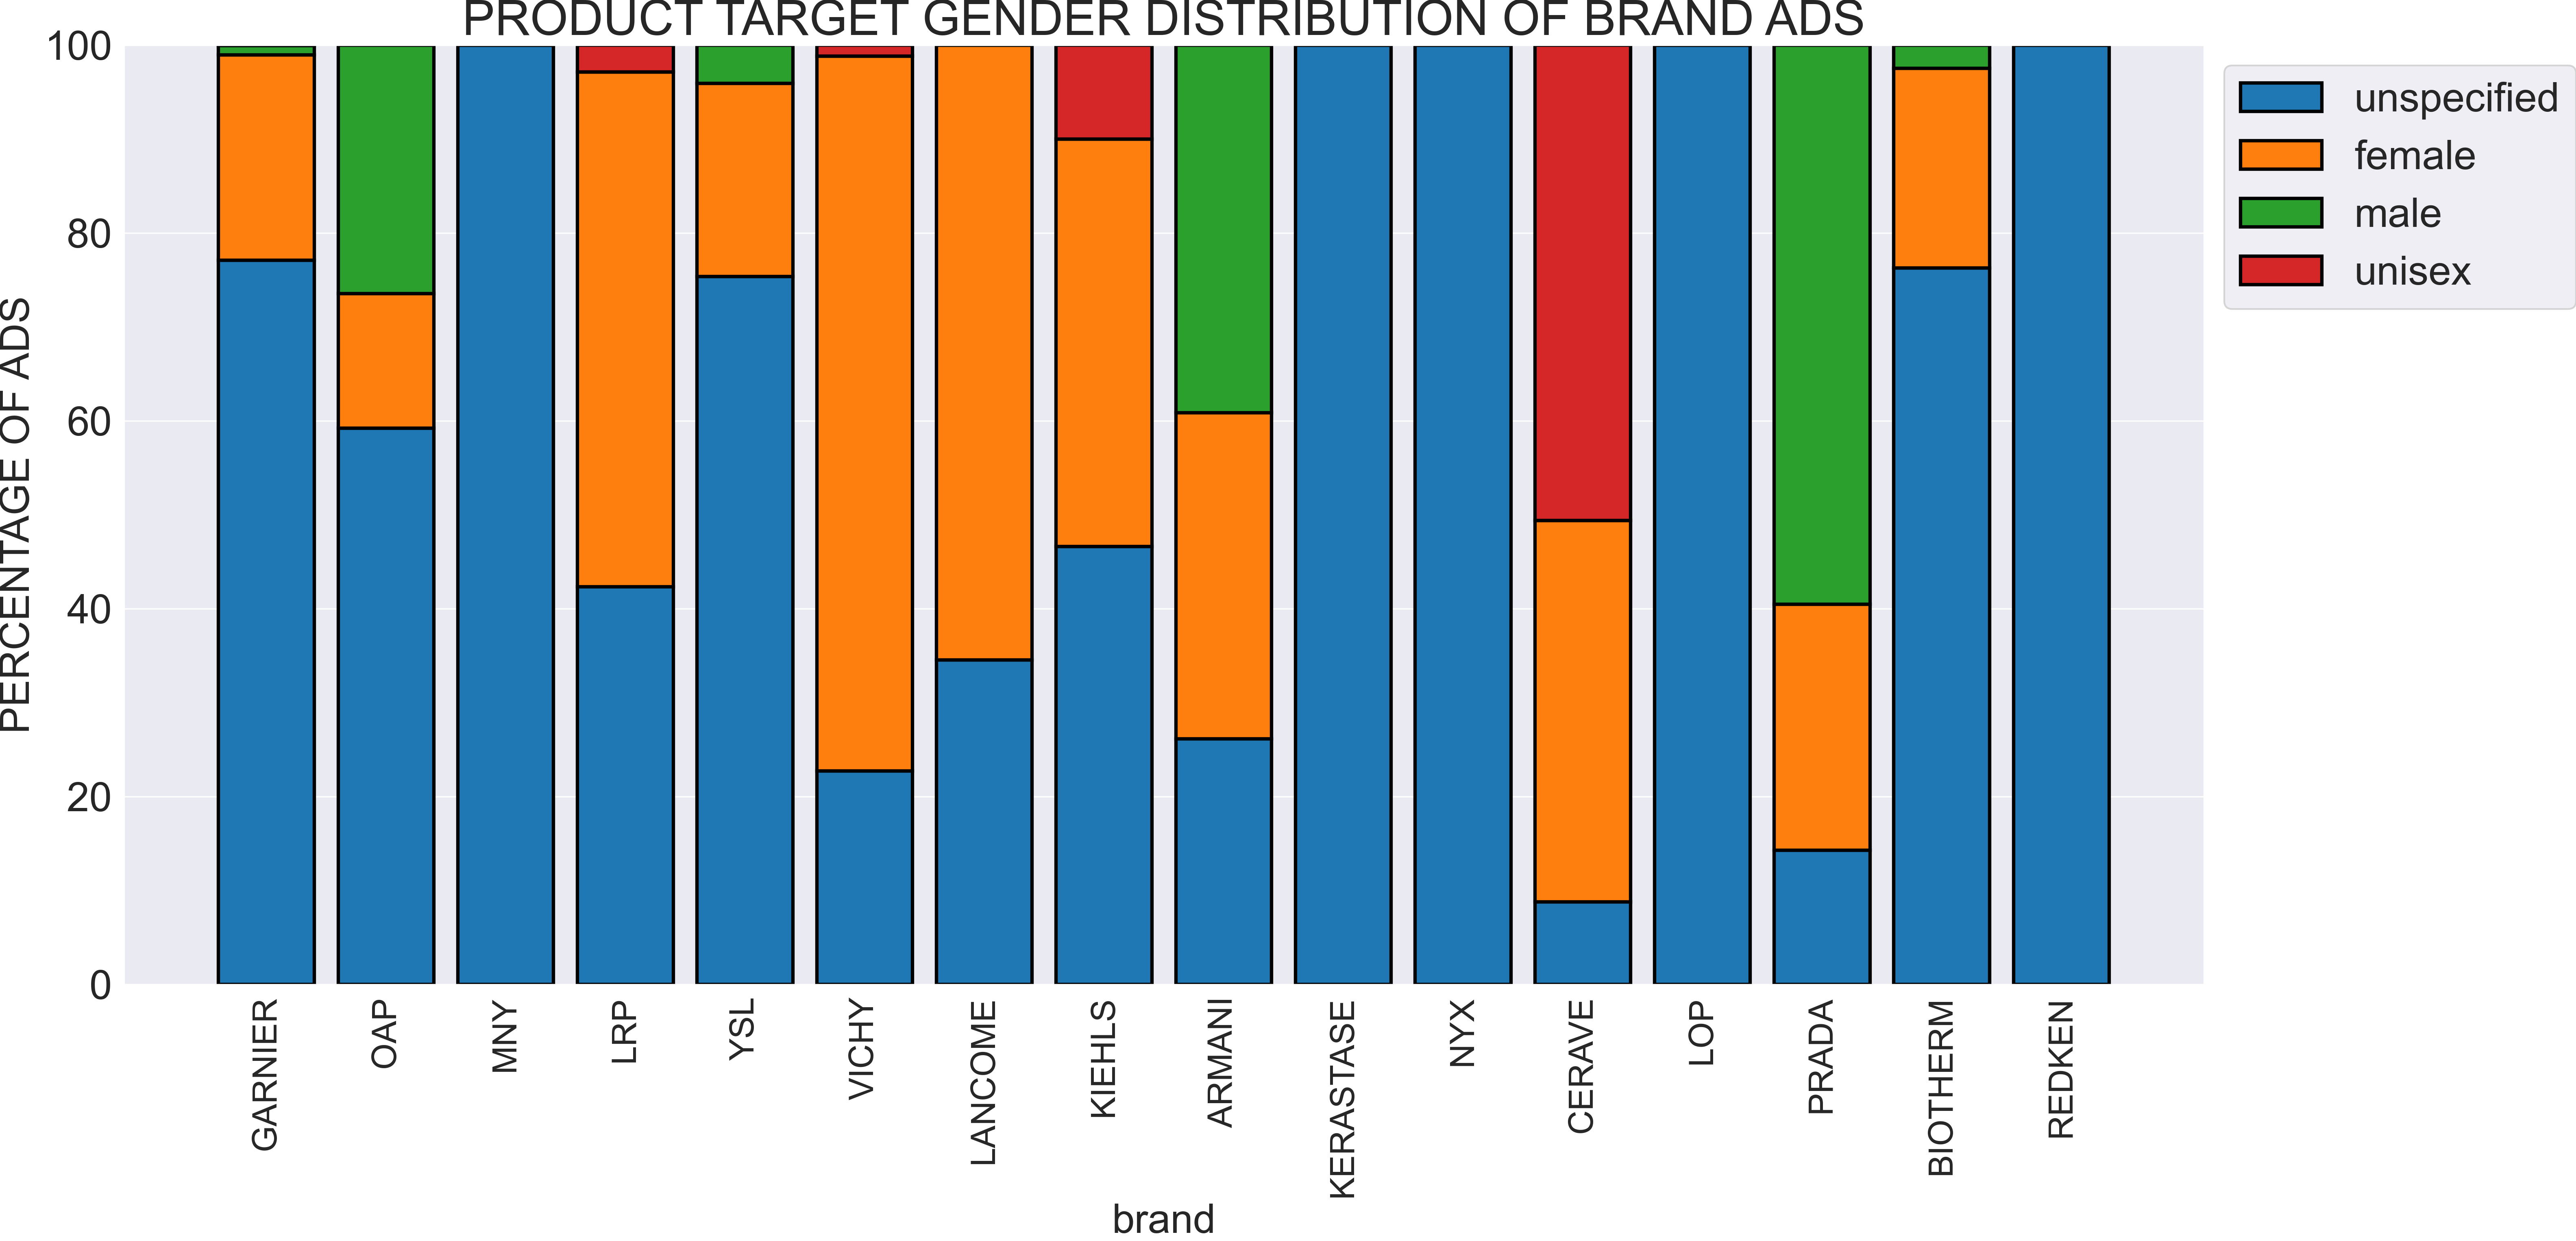 PRODUCT TARGET GENDER DISTRIBUTION OF BRAND ADS
PERCENTAGE OF ADS
100
80
60
40
20
0
unspecified
female
male
unisex
GARNIER
OAP
MNY
LRP
YSL
VICHY
LANCOME
KIEHLS
ARMANI
KERASTASE
NYX
CERAVE
LOP
PRADA
BIOTHERM
REDKEN
brand